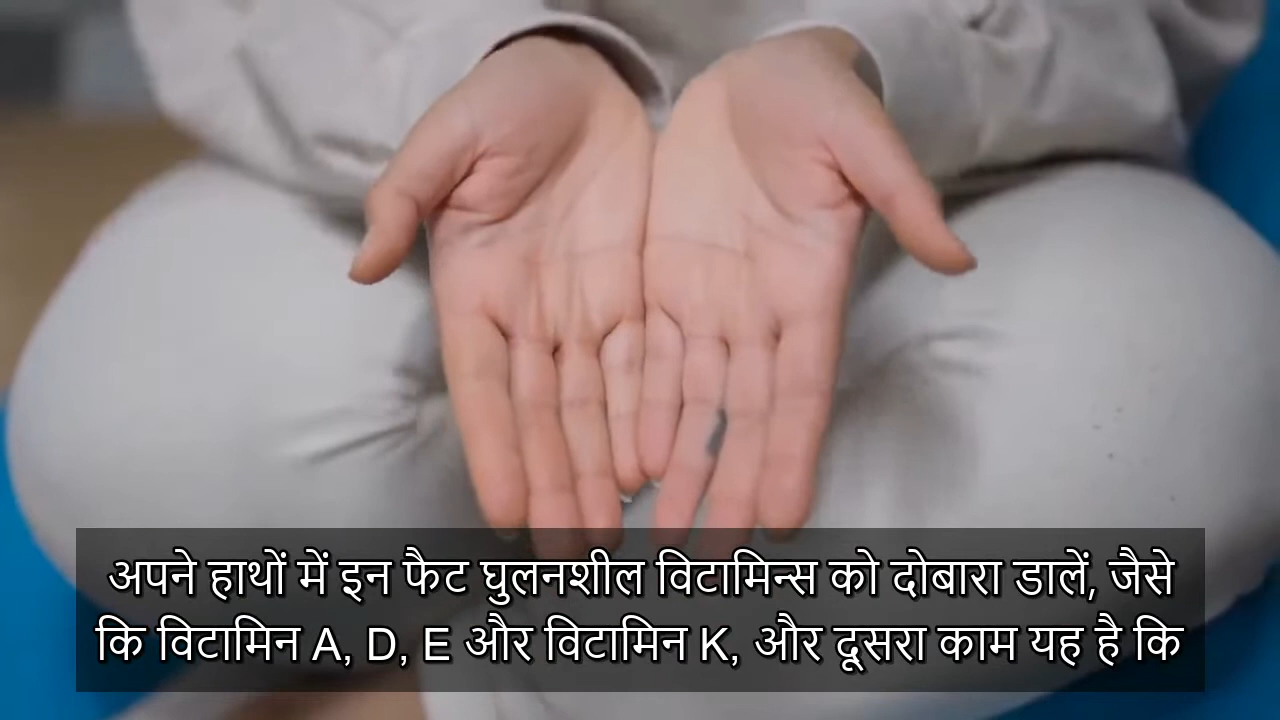 अपने हाथों में इन फैट घुलनशील विटामिन्स को दोबारा डालें, जैसे
कि विटामिन A, D, E और विटामिन K, और दूसरा काम यह है कि